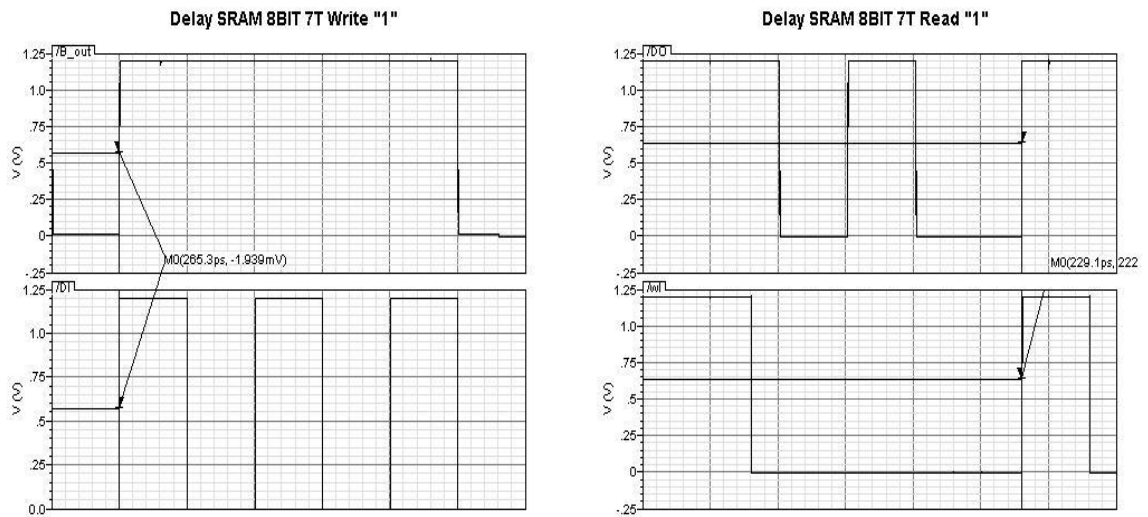 Delay SRAM 8BIT 7T Write "1"
/B_out
1.25
1.0
.75
.5
.25
0
-.25
(V)
M0(265.3ps, -1.939mV)
/DI
1.25
1.0
.75
.5
.25
0.0
(V)
Delay SRAM 8BIT 7T Read "1"
/DO
1.25
1.0
.75
.5
.25
0
-.25
(V)
M0(229.1ps, 222
/wl
1.25
1.0
.75
.5
.25
0
-.25
(V)